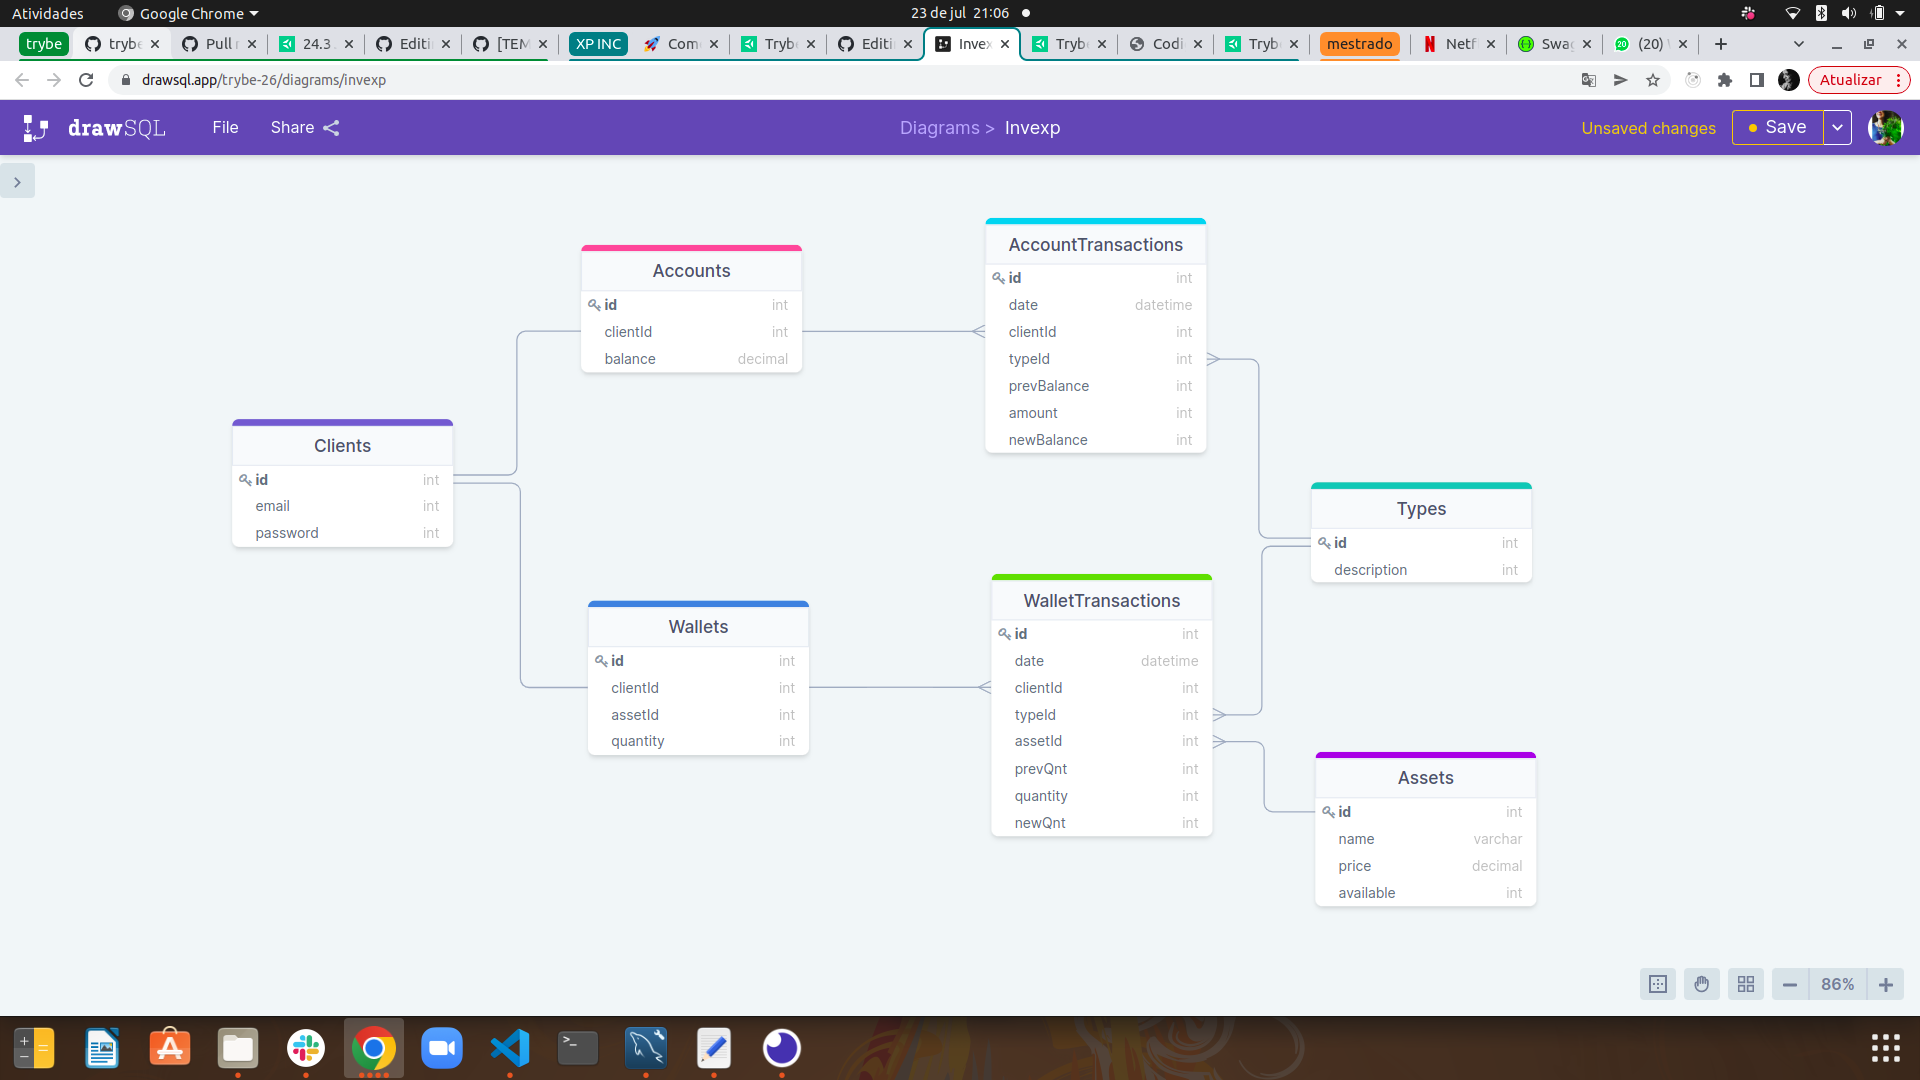 Atividades
Google Chrome
23 de jul 21:06
trybe
trybe
Pull r
24.3
Editi
[TEM
XP INC
Com
Tryb
Editi
Invex
Tryb
Codi
Tryb
mestrado
Netf
Swa
(20)
drawsql.app/trybe-26/diagrams/invexp
Atualizar
drawSQL
File
Share
Diagrams > Invexp
Unsaved changes
Save
AccountTransactions
id int
date datetime
clientId int
typeId int
prevBalance int
amount int
newBalance int
Accounts
id int
clientId int
balance decimal
Clients
id int
email int
password int
Types
id int
description int
WalletTransactions
id int
date datetime
clientId int
typeId int
assetId int
prevQnt int
quantity int
newQnt int
Wallets
id int
clientId int
assetId int
quantity int
Assets
id int
name varchar
price decimal
available int
86%